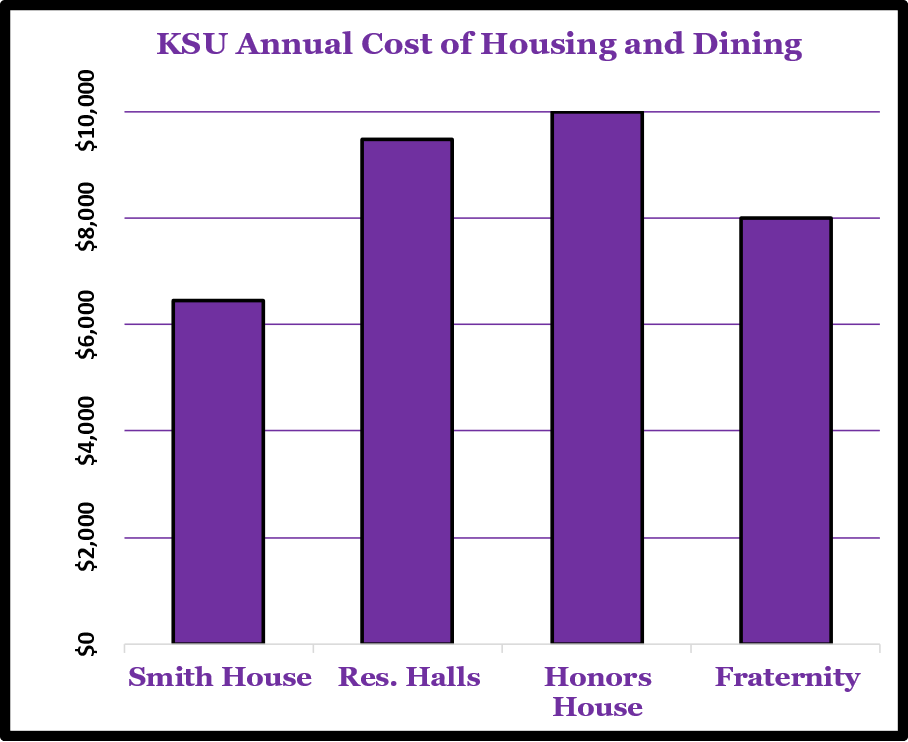 KSU Annual Cost of Housing and Dining
$10,000
$8,000
$6,000
$4,000
$2,000
$0
Smith House Res. Halls Honors Fraternity
House